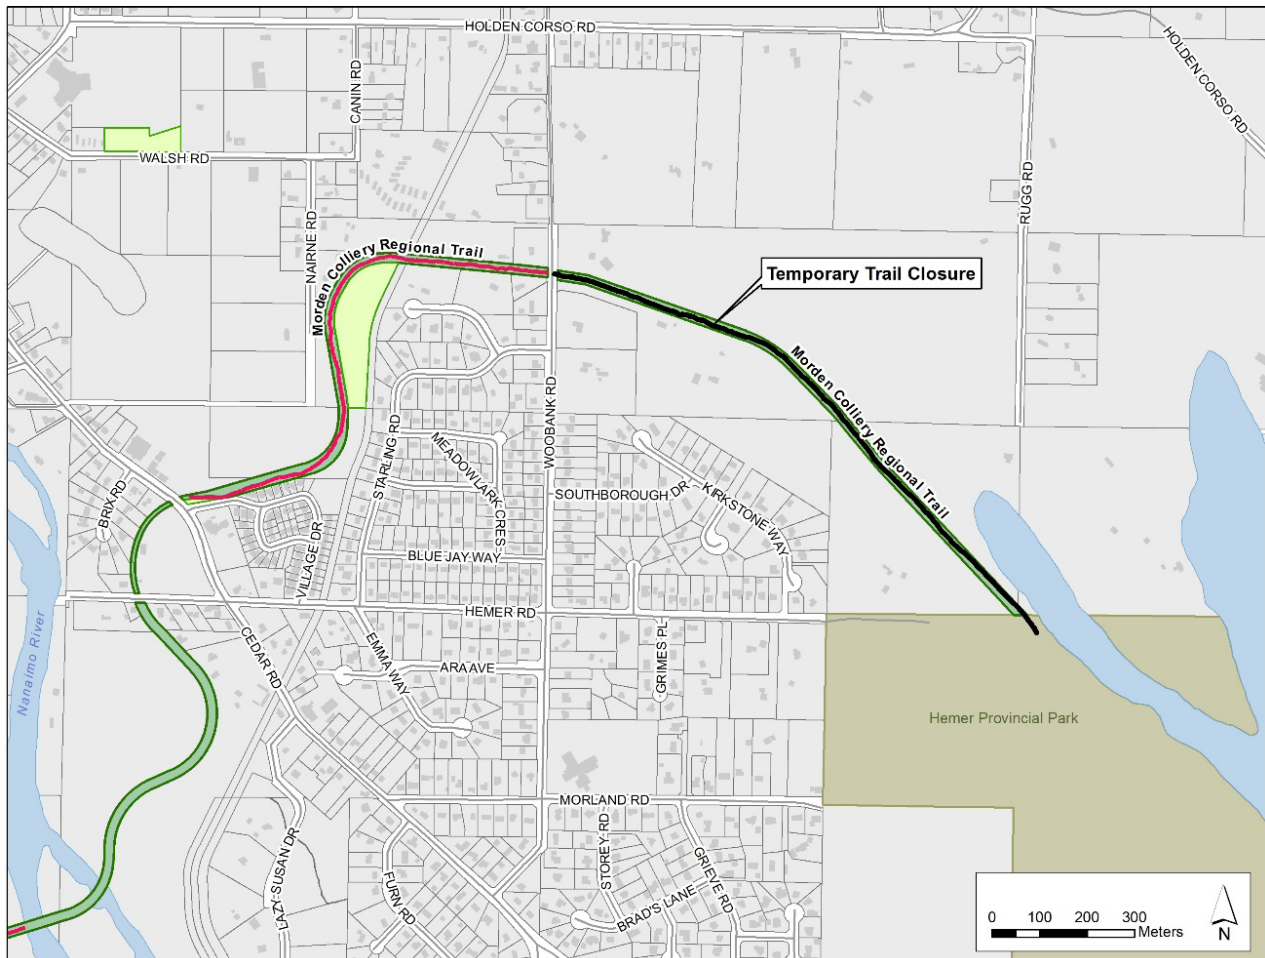 HOLDEN CORSO RD
HOLDEN CORSO RD
CANIN RD
WALSH RD
NAIRNE RD
RUGG RD
Morden Colliery Regional Trail
Temporary Trail Closure
Morden Colliery Regional Trail
WOOBANK RD
STARLING RD
MEADOWLARK CRES
BRIX RD
SOUTHBOROUGH DR
KIRKSTONE WAY
VILLAGE DR
BLUE JAY WAY
HEMER RD
Nanaimo River
CEDAR RD
EMMA WAY
ARA AVE
GRIMES PL
Hemer Provincial Park
MORLAND RD
LAZY SUSAN DR
FURN RD
STOREY RD
BRAD'S LANE
GRIEVE RD
0 100 200 300
Meters
N